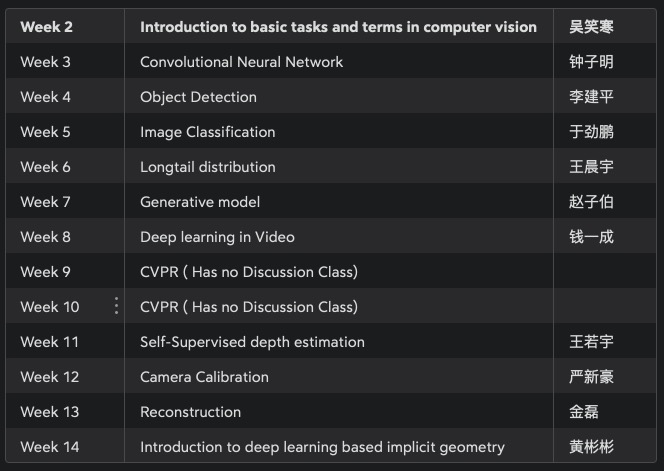 Week 2 Introduction to basic tasks and terms in computer vision 吴笑寒
Week 3 Convolutional Neural Network 钟子明
Week 4 Object Detection 李建平
Week 5 Image Classification 于劲鹏
Week 6 Longtail distribution 王晨宇
Week 7 Generative model 赵子伯
Week 8 Deep learning in Video 钱一成
Week 9 CVPR ( Has no Discussion Class)
Week 10 CVPR ( Has no Discussion Class)
Week 11 Self-Supervised depth estimation 王若宇
Week 12 Camera Calibration 严新豪
Week 13 Reconstruction 金磊
Week 14 Introduction to deep learning based implicit geometry 黄彬彬